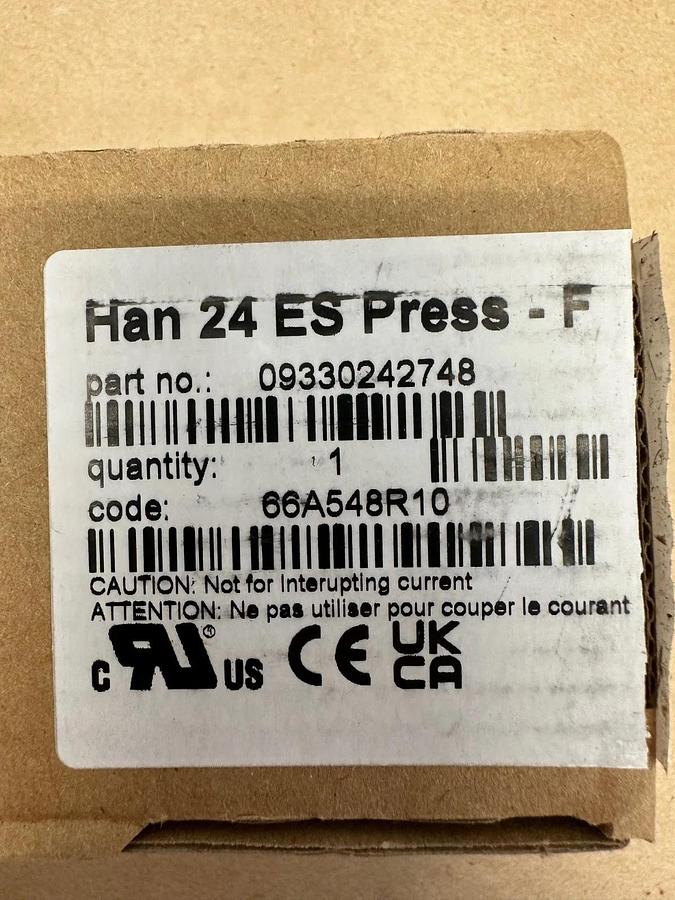 Han 24 ES Press - F
part no.: 09330242748
quantity: 1
code: 66A548R10
CAUTION: Not for Interupting current
ATTENTION: Ne pas utiliser pour couper le courant
c RU ® US CE UK CA